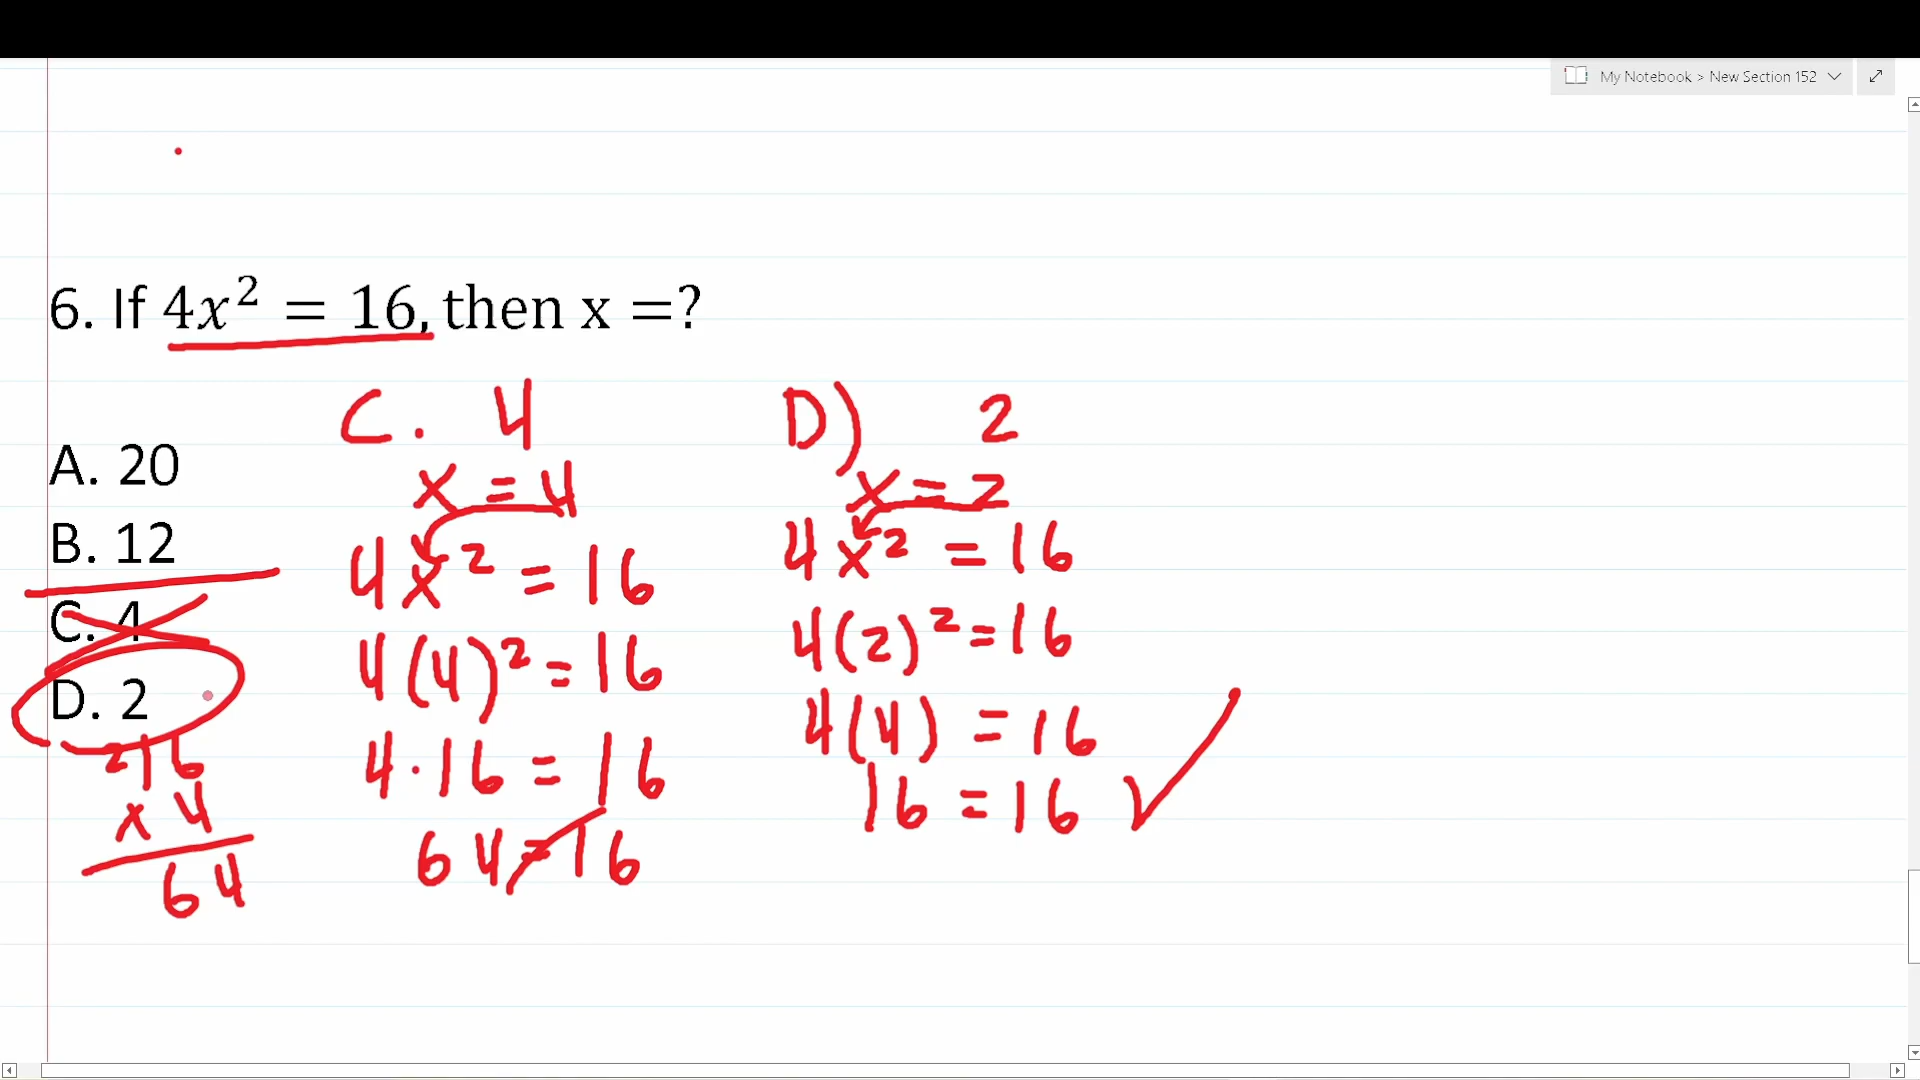 My Notebook > New Section 152
6. If 4x² = 16, then x =?
A. 20
B. 12
C. 4
D. 2
216
x 4
64
C. 4
x = 4
4x² = 16
4(4)² = 16
4·16 = 16
64 = 16
D) 2
x = 2
4x² = 16
4(2)² = 16
4(4) = 16
16 = 16